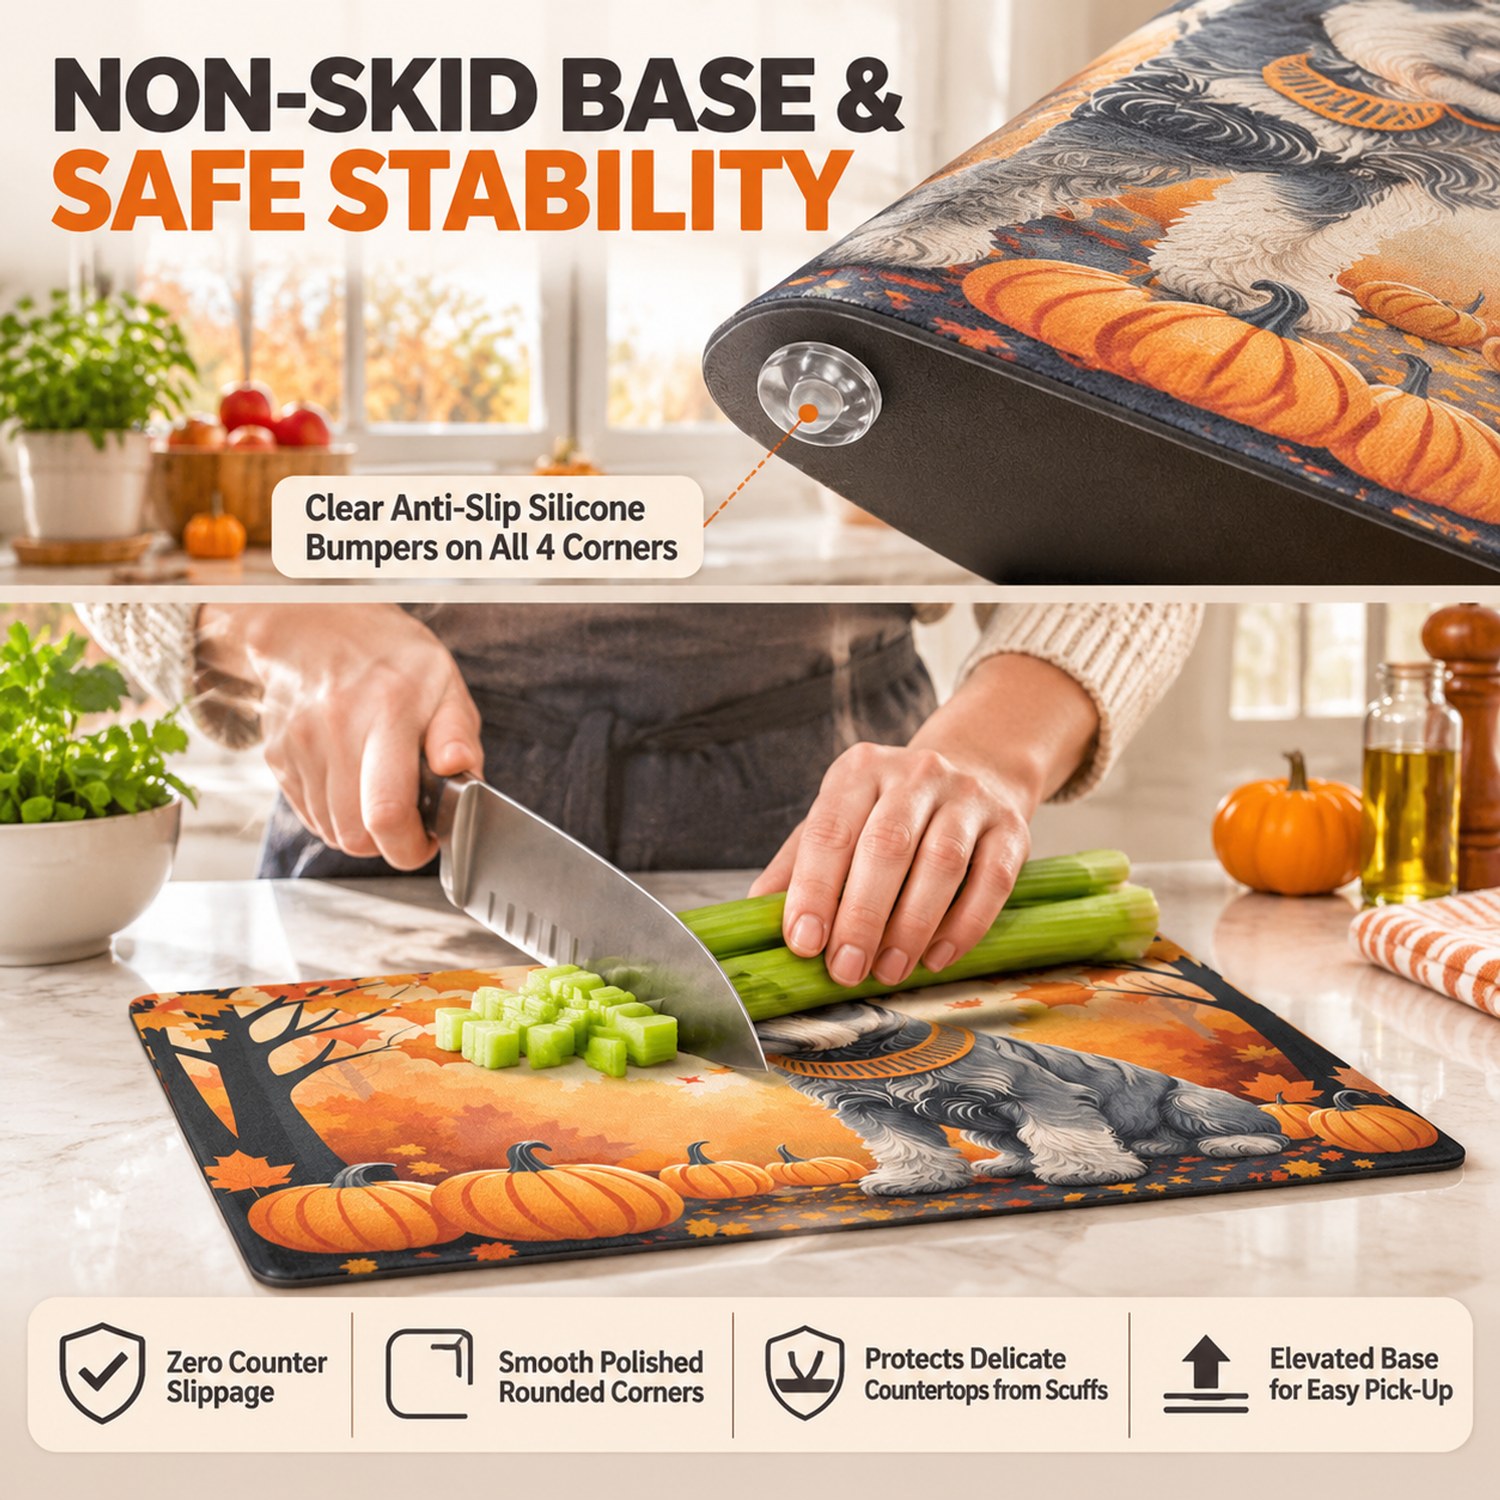 NON-SKID BASE &
SAFE STABILITY
Clear Anti-Slip Silicone
Bumpers on All 4 Corners
Zero Counter
Slippage
Smooth Polished
Rounded Corners
Protects Delicate
Countertops from Scuffs
Elevated Base
for Easy Pick-Up